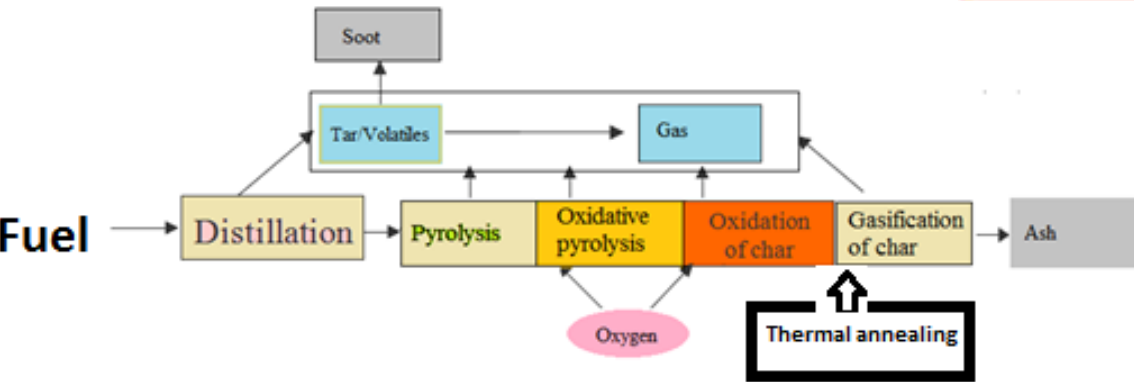 Soot
Tar/Volatiles
Gas
Fuel
Distillation
Pyrolysis
Oxidative
pyrolysis
Oxidation
of char
Gasification
of char
Ash
Oxygen
Thermal annealing